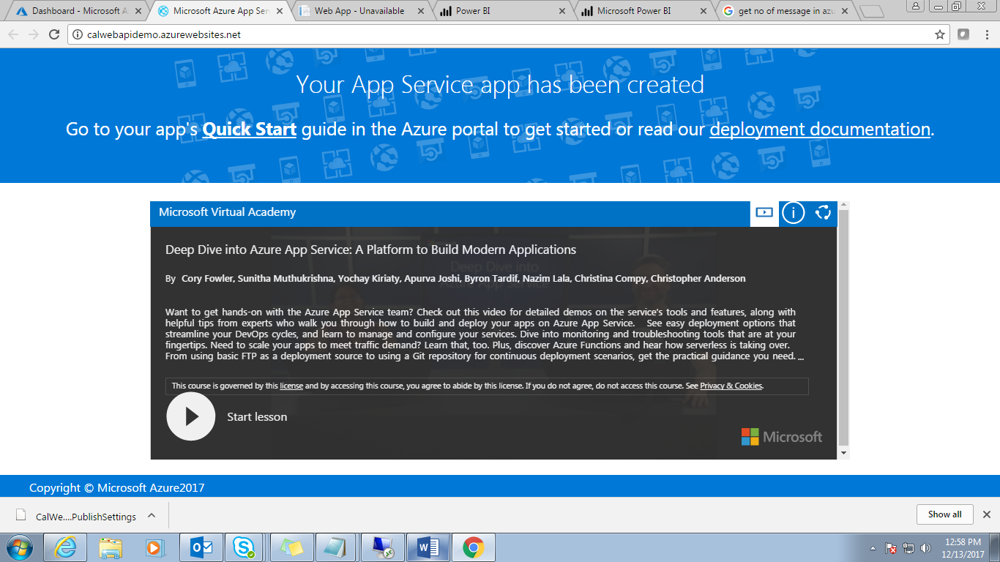 Dashboard - Microsoft A
Microsoft Azure App Ser
Web App - Unavailable
Power BI
Microsoft Power BI
get no of message in azu
calwebapidemo.azurewebsites.net
Your App Service app has been created
Go to your app's Quick Start guide in the Azure portal to get started or read our deployment documentation.
Microsoft Virtual Academy
Deep Dive into Azure App Service: A Platform to Build Modern Applications
Deep Dive into
Azure App Service
By Cory Fowler, Sunitha Muthukrishna, Yochay Kiriaty, Apurva Joshi, Byron Tardif, Nazim Lala, Christina Compy, Christopher Anderson
Want to get hands-on with the Azure App Service team? Check out this video for detailed demos on the service's tools and features, along with
helpful tips from experts who walk you through how to build and deploy your apps on Azure App Service. See easy deployment options that
streamline your DevOps cycles, and learn to manage and configure your services. Dive into monitoring and troubleshooting tools that are at your
fingertips. Need to scale your apps to meet traffic demand? Learn that, too. Plus, discover Azure Functions and hear how serverless is taking over.
From using basic FTP as a deployment source to using a Git repository for continuous deployment scenarios, get the practical guidance you need. ...
This course is governed by this license and by accessing this course, you agree to abide by this license. If you do not agree, do not access this course. See Privacy & Cookies.
Start lesson
Microsoft
Copyright © Microsoft Azure2017
CalWe....PublishSettings
Show all
12:58 PM
12/13/2017